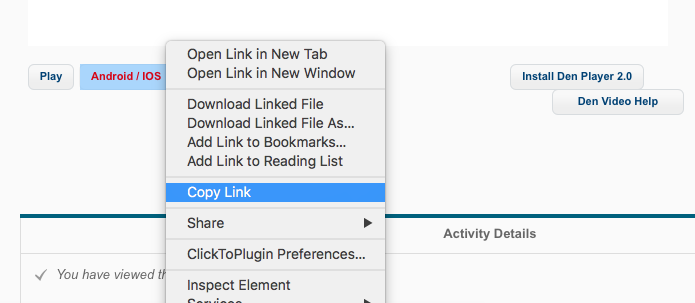 Play
Android / IOS
Install Den Player 2.0
Den Video Help
Open Link in New Tab
Open Link in New Window
Download Linked File
Download Linked File As...
Add Link to Bookmarks...
Add Link to Reading List
Copy Link
Share
ClickToPlugin Preferences...
Inspect Element
Services
Activity Details
You have viewed